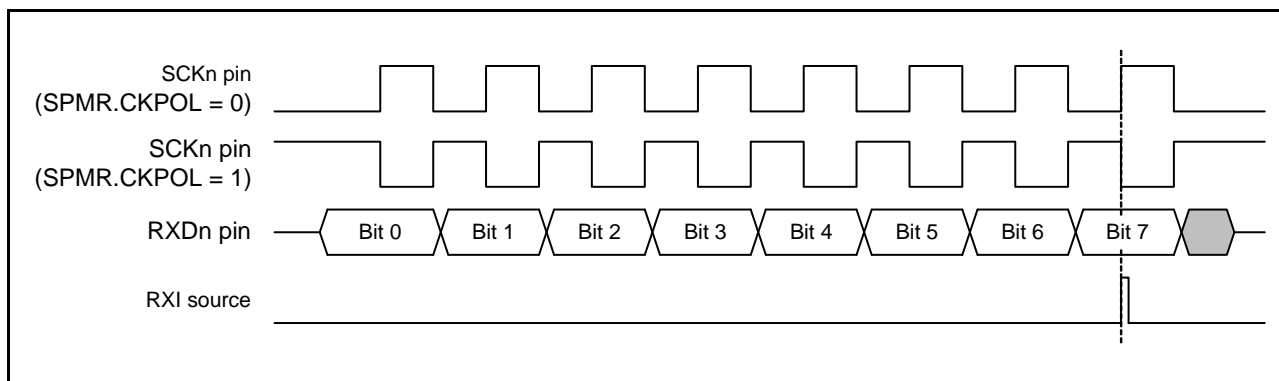 SCKn pin
(SPMR.CKPOL = 0)
SCKn pin
(SPMR.CKPOL = 1)
RXDn pin
Bit 0
Bit 1
Bit 2
Bit 3
Bit 4
Bit 5
Bit 6
Bit 7
RXI source